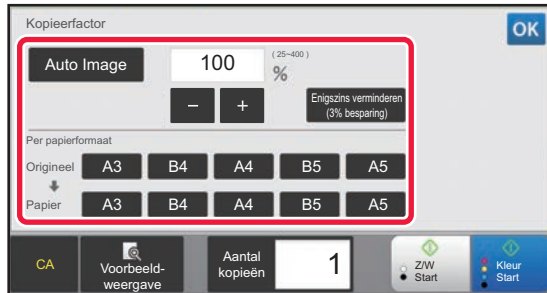 Kopieerfactor
OK
Auto Image
100
(25~400)
%
−
+
Enigszins verminderen
(3% besparing)
Per papierformaat
Origineel
A3
B4
A4
B5
A5
Papier
A3
B4
A4
B5
A5
CA
Voorbeeld-
weergave
Aantal
kopieën
1
Z/W
Start
Kleur
Start